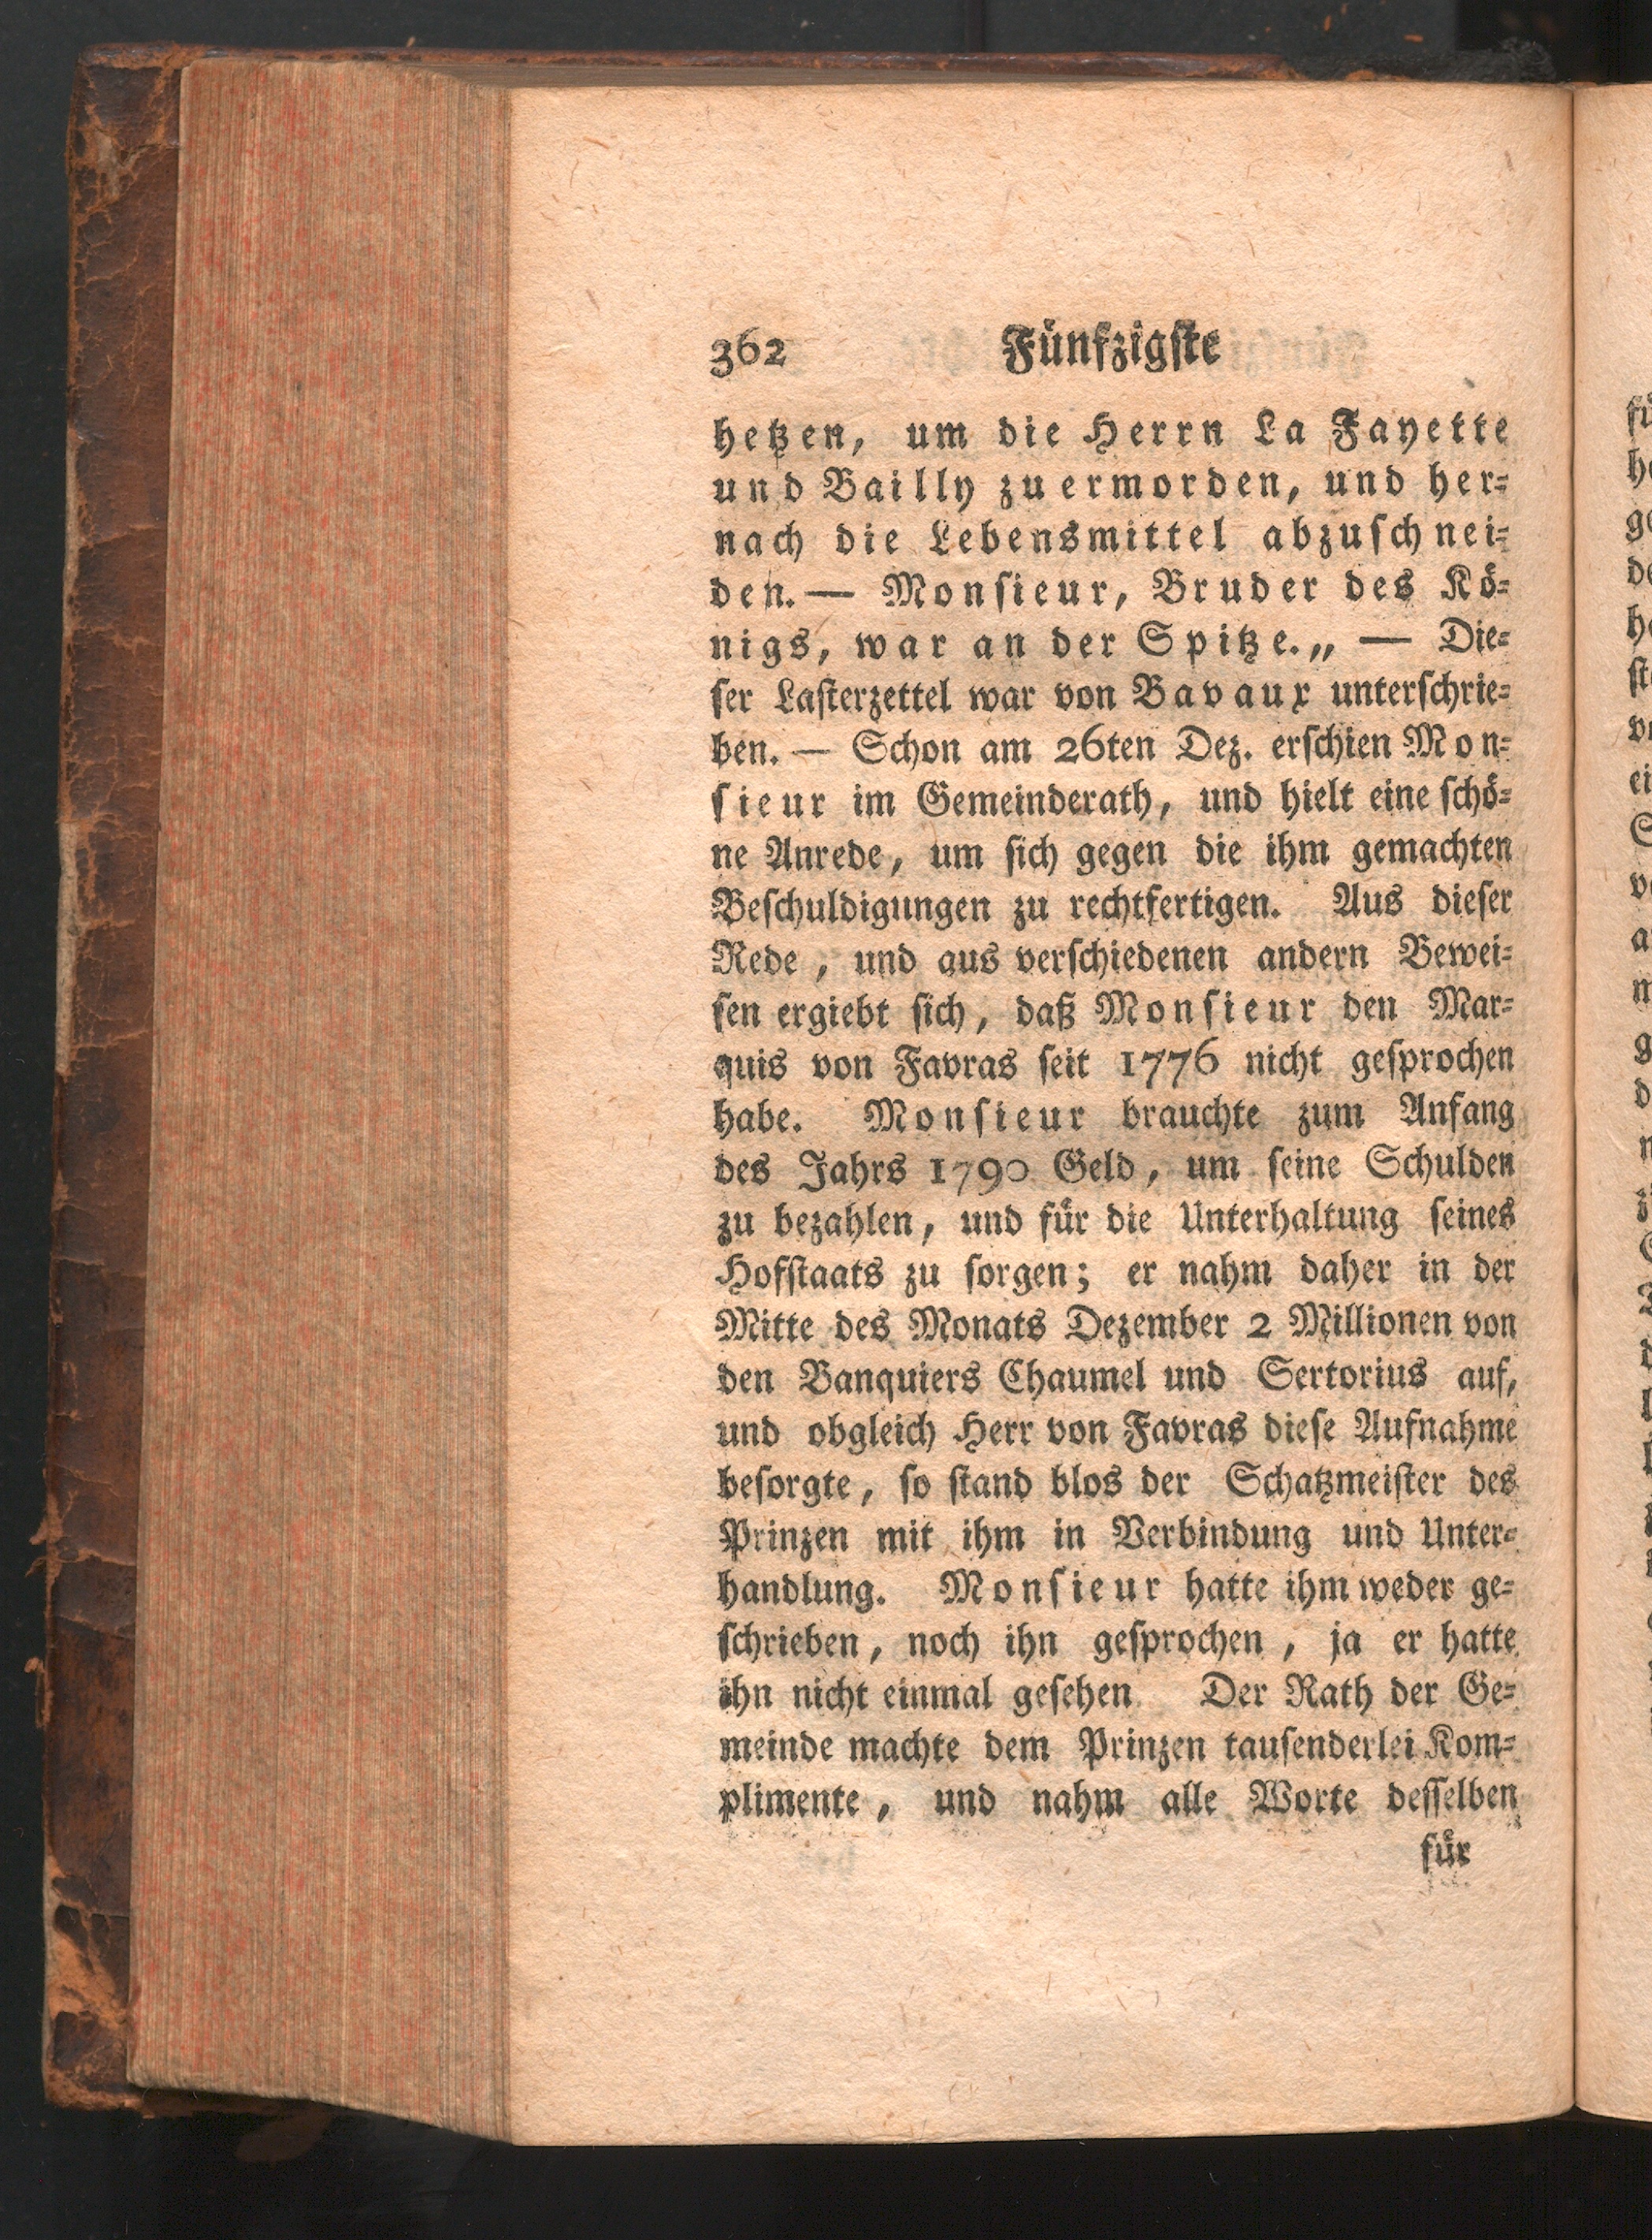 362 Fünfzigste
hetzen, um die Herrn La Fayette
und Bailly zu ermorden, und her-
nach die Lebensmittel abzuschnei-
den. — Monsieur, Bruder des Kö-
nigs, war an der Spitze.„ — Die-
ser Lasterzettel war von Bavaux unterschrie-
ben. — Schon am 26ten Dez. erschien Mon-
sieur im Gemeinderath, und hielt eine schö-
ne Anrede, um sich gegen die ihm gemachten
Beschuldigungen zu rechtfertigen. Aus dieser
Rede, und aus verschiedenen andern Bewei-
sen ergiebt sich, daß Monsieur den Mar-
quis von Favras seit 1776 nicht gesprochen
habe. Monsieur brauchte zum Anfang
des Jahrs 1790 Geld, um seine Schulden
zu bezahlen, und für die Unterhaltung seines
Hofstaats zu sorgen; er nahm daher in der
Mitte des Monats Dezember 2 Millionen von
den Banquiers Chaumel und Sertorius auf,
und obgleich Herr von Favras diese Aufnahme
besorgte, so stand blos der Schatzmeister des
Prinzen mit ihm in Verbindung und Unter-
handlung. Monsieur hatte ihm weder ge-
schrieben, noch ihn gesprochen, ja er hatte
ihn nicht einmal gesehen Der Rath der Ge-
meinde machte dem Prinzen tausenderlei Kom-
plimente, und nahm alle Worte desselben
für